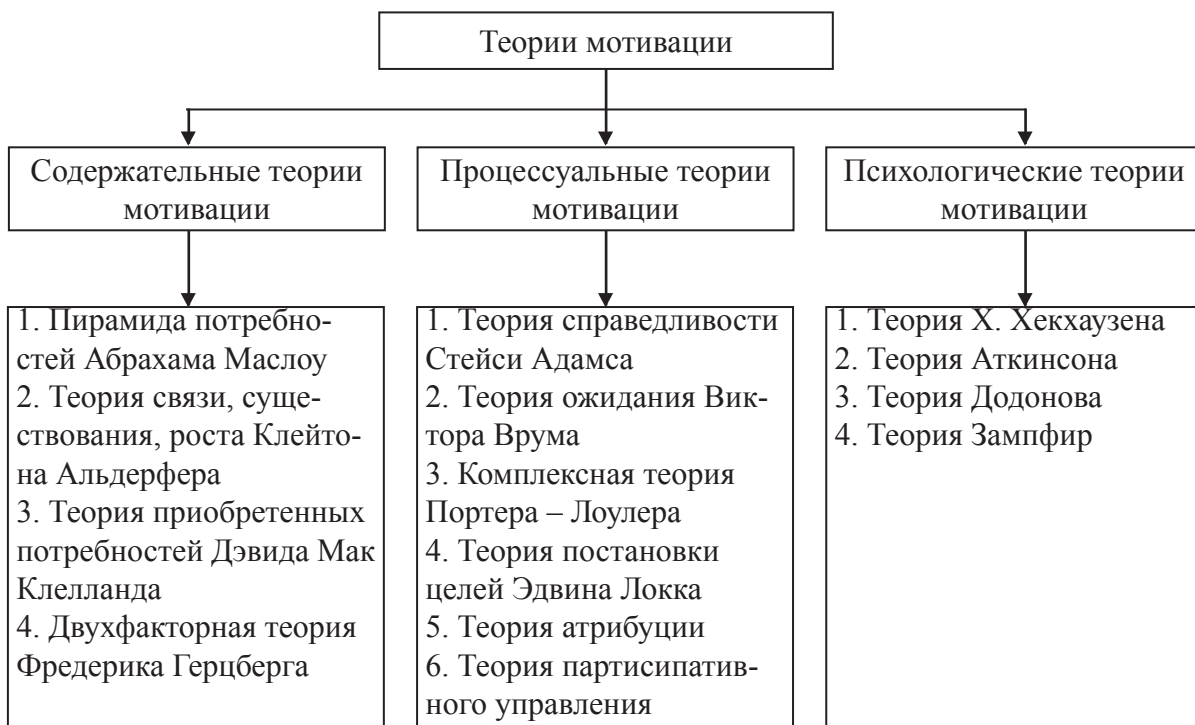 Теории мотивации
Содержательные теории
мотивации
Процессуальные теории
мотивации
Психологические теории
мотивации
1. Пирамида потребно-
стей Абрахама Маслоу
2. Теория связи, суще-
ствования, роста Клейто-
на Альдерфера
3. Теория приобретенных
потребностей Дэвида Мак
Клелланда
4. Двухфакторная теория
Фредерика Герцберга
1. Теория справедливости
Стейси Адамса
2. Теория ожидания Вик-
тора Врума
3. Комплексная теория
Портера – Лоулера
4. Теория постановки
целей Эдвина Локка
5. Теория атрибуции
6. Теория партисипатив-
ного управления
1. Теория Х. Хекхаузена
2. Теория Аткинсона
3. Теория Додонова
4. Теория Зампфир